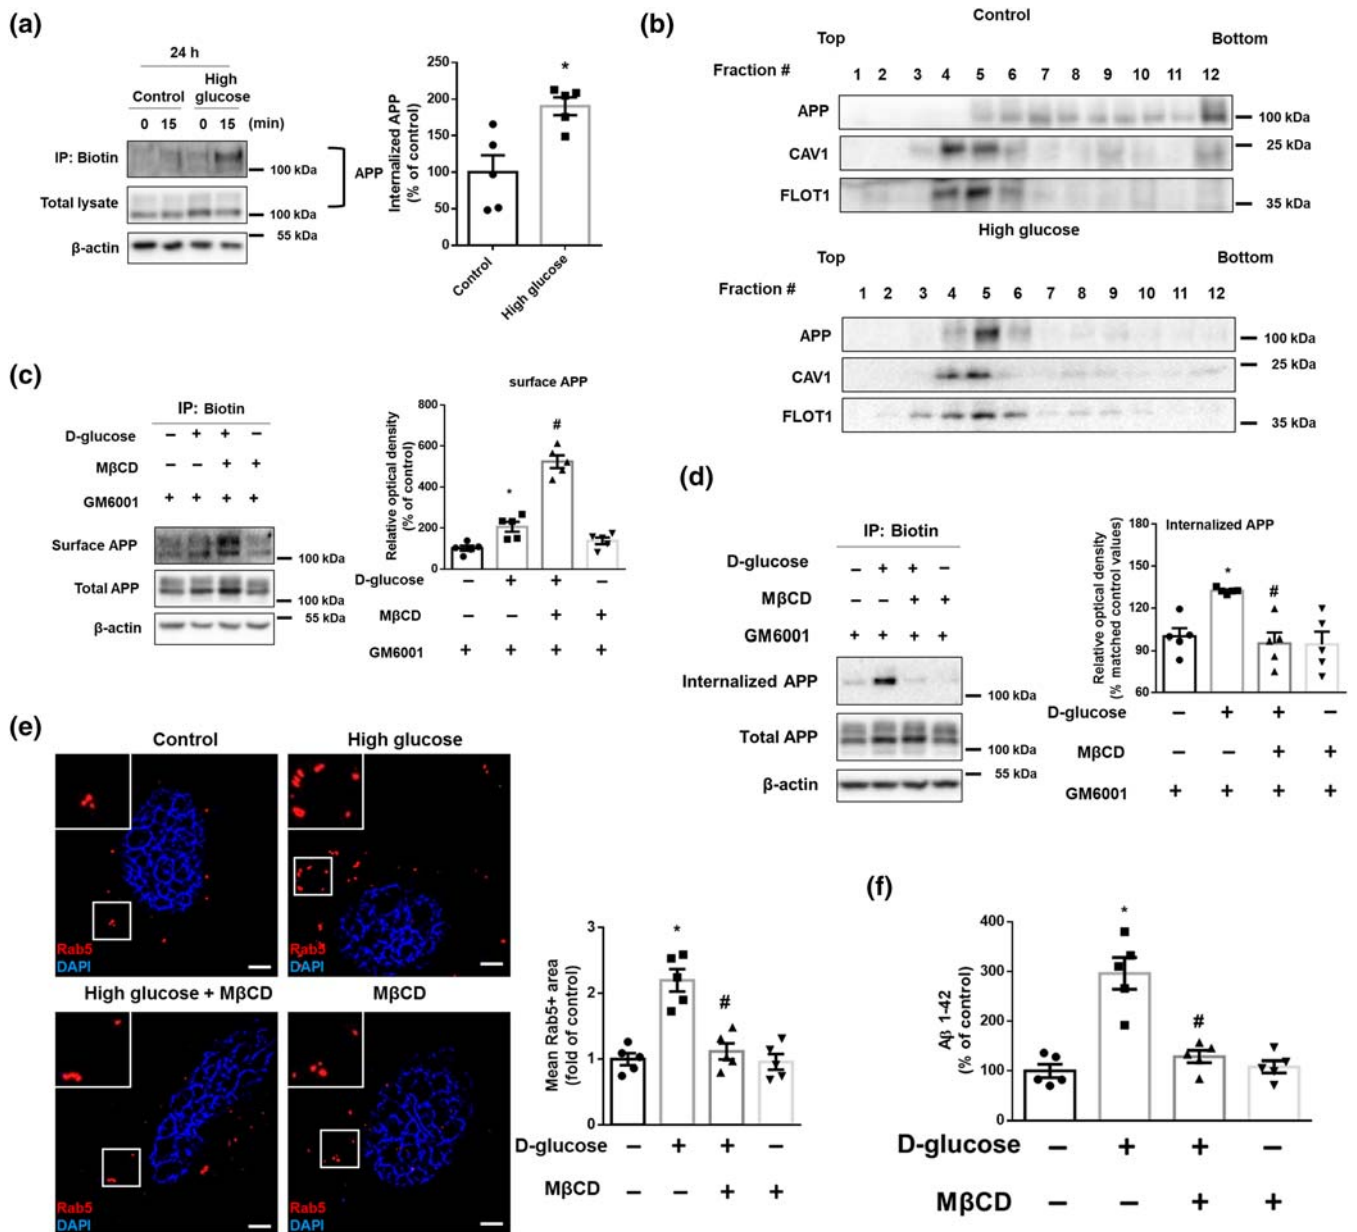 (a)
24 h
Control High glucose
0 15 0 15 (min)
IP: Biotin
100 kDa
APP
Total lysate
100 kDa
55 kDa
β-actin
Internalized APP
(% of control)
250
200
150
100
50
0
*
Control
High glucose
(b)
Control
Top Bottom
Fraction # 1 2 3 4 5 6 7 8 9 10 11 12
APP 100 kDa
CAV1 25 kDa
FLOT1 35 kDa
High glucose
Top Bottom
Fraction # 1 2 3 4 5 6 7 8 9 10 11 12
APP 100 kDa
CAV1 25 kDa
FLOT1 35 kDa
(c)
IP: Biotin
D-glucose – + + –
MβCD – – + +
GM6001 + + + +
Surface APP 100 kDa
Total APP 100 kDa
55 kDa
β-actin
surface APP
Relative optical density
(% of control)
800
600
400
200
0
* #
D-glucose – + + –
MβCD – – + +
GM6001 + + + +
(d)
IP: Biotin
D-glucose – + + –
MβCD – – + +
GM6001 + + + +
Internalized APP 100 kDa
Total APP 100 kDa
55 kDa
β-actin
Internalized APP
Relative optical density
(% matched control values)
180
150
120
90
60
* #
D-glucose – + + –
MβCD – – + +
GM6001 + + + +
(e)
Control High glucose
Rab5
DAPI
Rab5
DAPI
High glucose + MβCD MβCD
Rab5
DAPI
Rab5
DAPI
Mean Rab5+ area
(fold of control)
3
2
1
0
* #
D-glucose – + + –
MβCD – – + +
(f)
Aβ 1-42
(% of control)
400
300
200
100
0
* #
D-glucose – + + –
MβCD – – + +